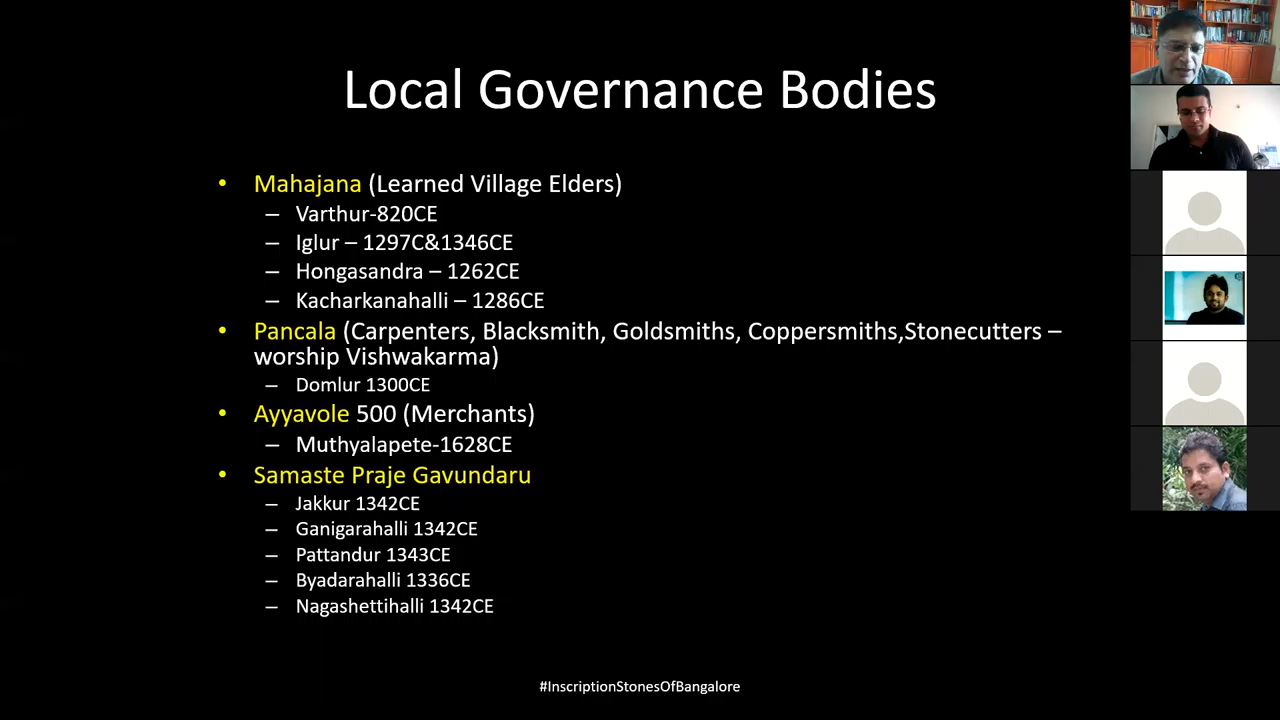 Local Governance Bodies
• Mahajana (Learned Village Elders)
– Varthur-820CE
– Iglur – 1297C&1346CE
– Hongasandra – 1262CE
– Kacharkanahalli – 1286CE
• Pancala (Carpenters, Blacksmith, Goldsmiths, Coppersmiths,Stonecutters –
worship Vishwakarma)
– Domlur 1300CE
• Ayyavole 500 (Merchants)
– Muthyalapete-1628CE
• Samaste Praje Gavundaru
– Jakkur 1342CE
– Ganigarahalli 1342CE
– Pattandur 1343CE
– Byadarahalli 1336CE
– Nagashettihalli 1342CE
#InscriptionStonesOfBangalore